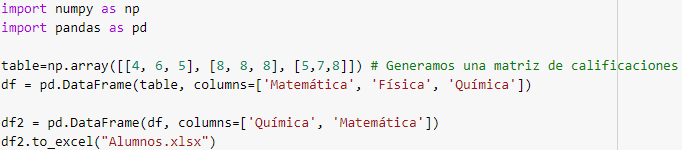 import numpy as np
import pandas as pd
table=np.array([[4, 6, 5], [8, 8, 8], [5,7,8]]) # Generamos una matriz de calificaciones
df = pd.DataFrame(table, columns=['Matemática', 'Física', 'Química'])
df2 = pd.DataFrame(df, columns=['Química', 'Matemática'])
df2.to_excel("Alumnos.xlsx")